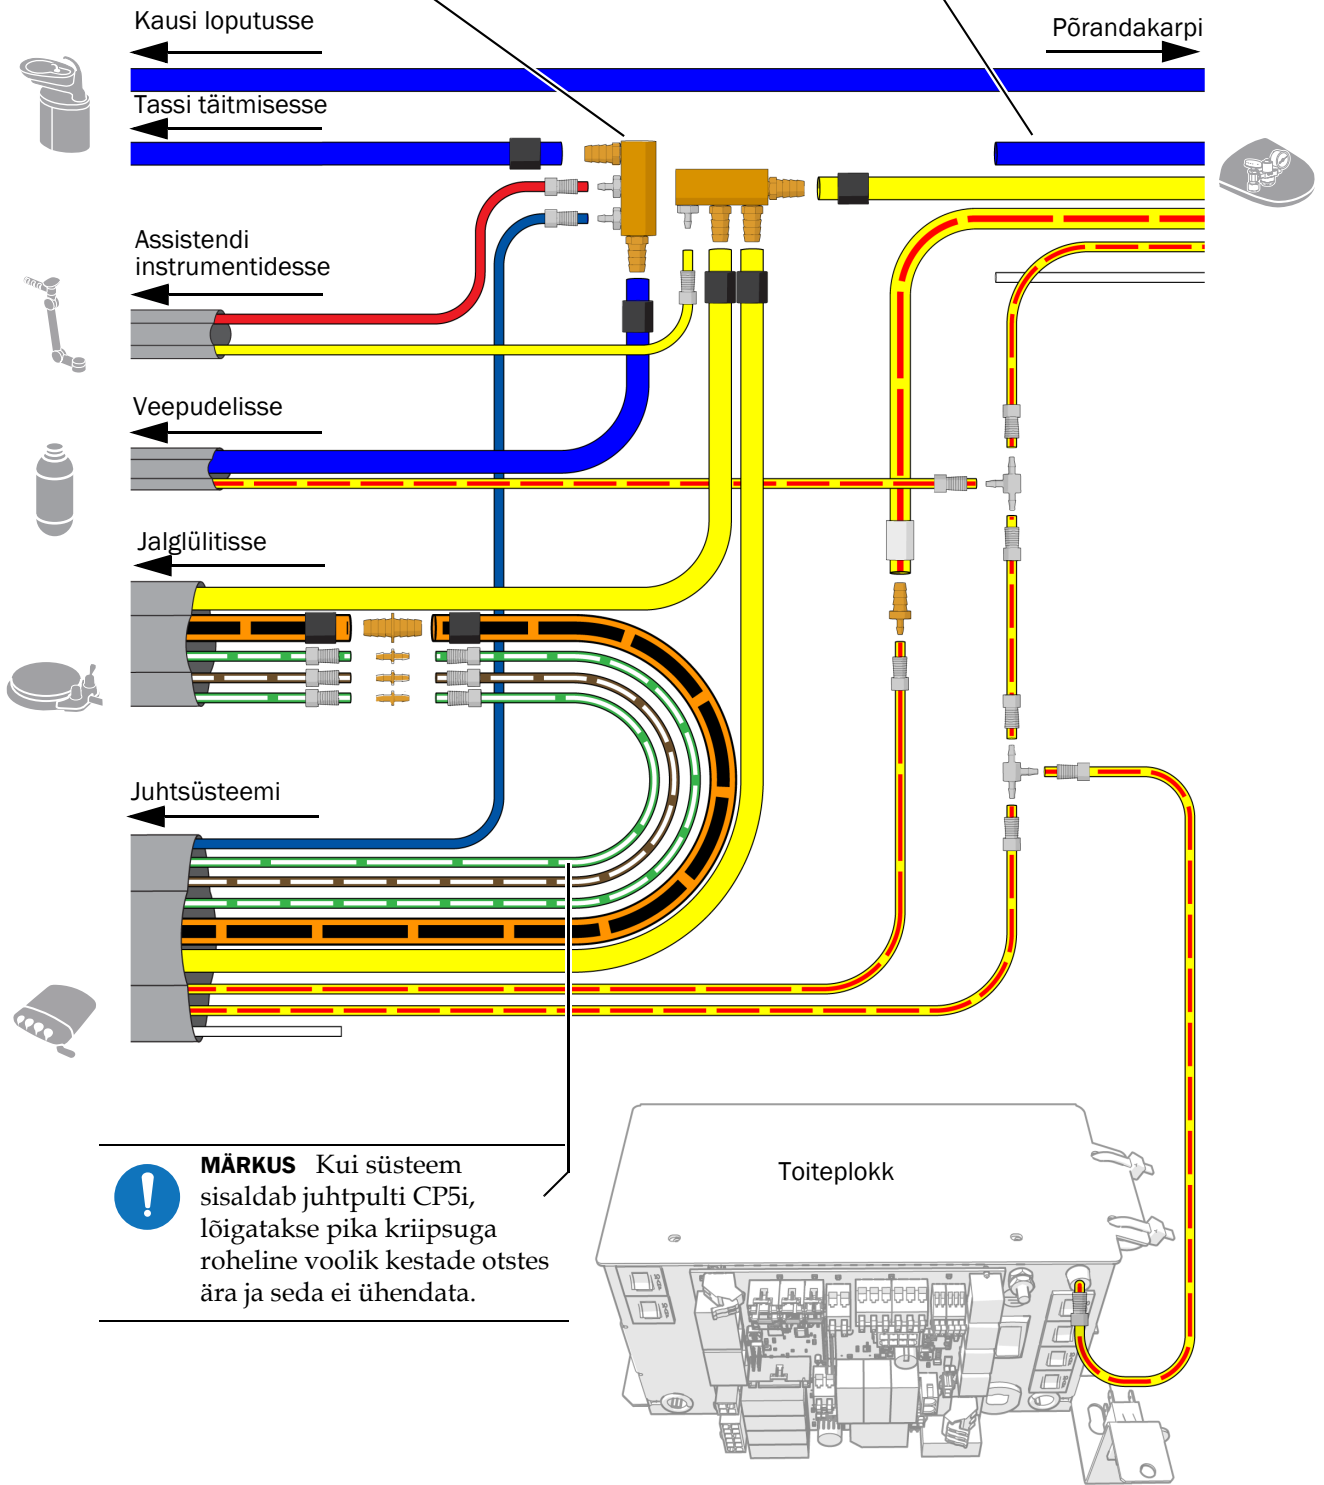 Kausi loputusse
Põrandakarpi
Tassi täitmisesse
Assistendi
instrumentidesse
Veepudelisse
Jalglülitisse
Juhtsüsteemi
MÄRKUS Kui süsteem
sisaldab juhtpulti CP5i,
lõigatakse pika kriipsuga
roheline voolik kestade otstes
ära ja seda ei ühendata.
Toiteplokk